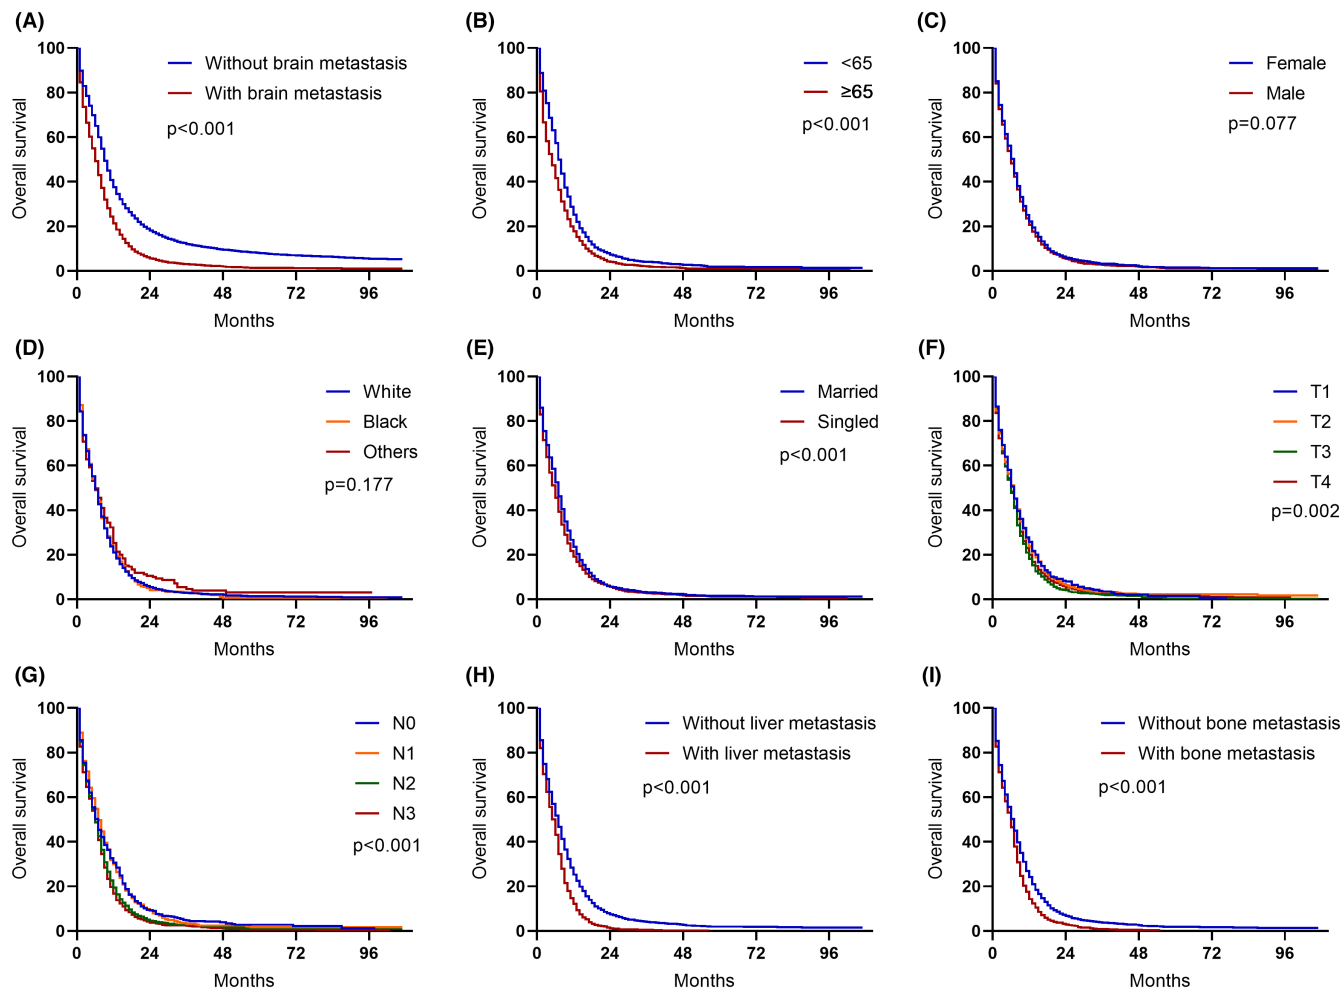 (A)
Overall survival
100
80
60
40
20
0
Without brain metastasis
With brain metastasis
p<0.001
0 24 48 72 96
Months
(B)
Overall survival
100
80
60
40
20
0
<65
≥65
p<0.001
0 24 48 72 96
Months
(C)
Overall survival
100
80
60
40
20
0
Female
Male
p=0.077
0 24 48 72 96
Months
(D)
Overall survival
100
80
60
40
20
0
White
Black
Others
p=0.177
0 24 48 72 96
Months
(E)
Overall survival
100
80
60
40
20
0
Married
Singled
p<0.001
0 24 48 72 96
Months
(F)
Overall survival
100
80
60
40
20
0
T1
T2
T3
T4
p=0.002
0 24 48 72 96
Months
(G)
Overall survival
100
80
60
40
20
0
N0
N1
N2
N3
p<0.001
0 24 48 72 96
Months
(H)
Overall survival
100
80
60
40
20
0
Without liver metastasis
With liver metastasis
p<0.001
0 24 48 72 96
Months
(I)
Overall survival
100
80
60
40
20
0
Without bone metastasis
With bone metastasis
p<0.001
0 24 48 72 96
Months